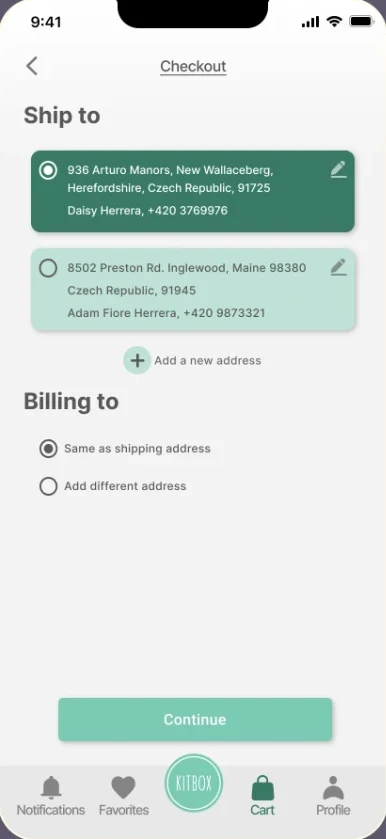 9:41
Checkout
Ship to
936 Arturo Manors, New Wallaceberg,
Herefordshire, Czech Republic, 91725
Daisy Herrera, +420 3769976
8502 Preston Rd. Inglewood, Maine 98380
Czech Republic, 91945
Adam Fiore Herrera, +420 9873321
Add a new address
Billing to
Same as shipping address
Add different address
Continue
KITBOX
Notifications Favorites Cart Profile